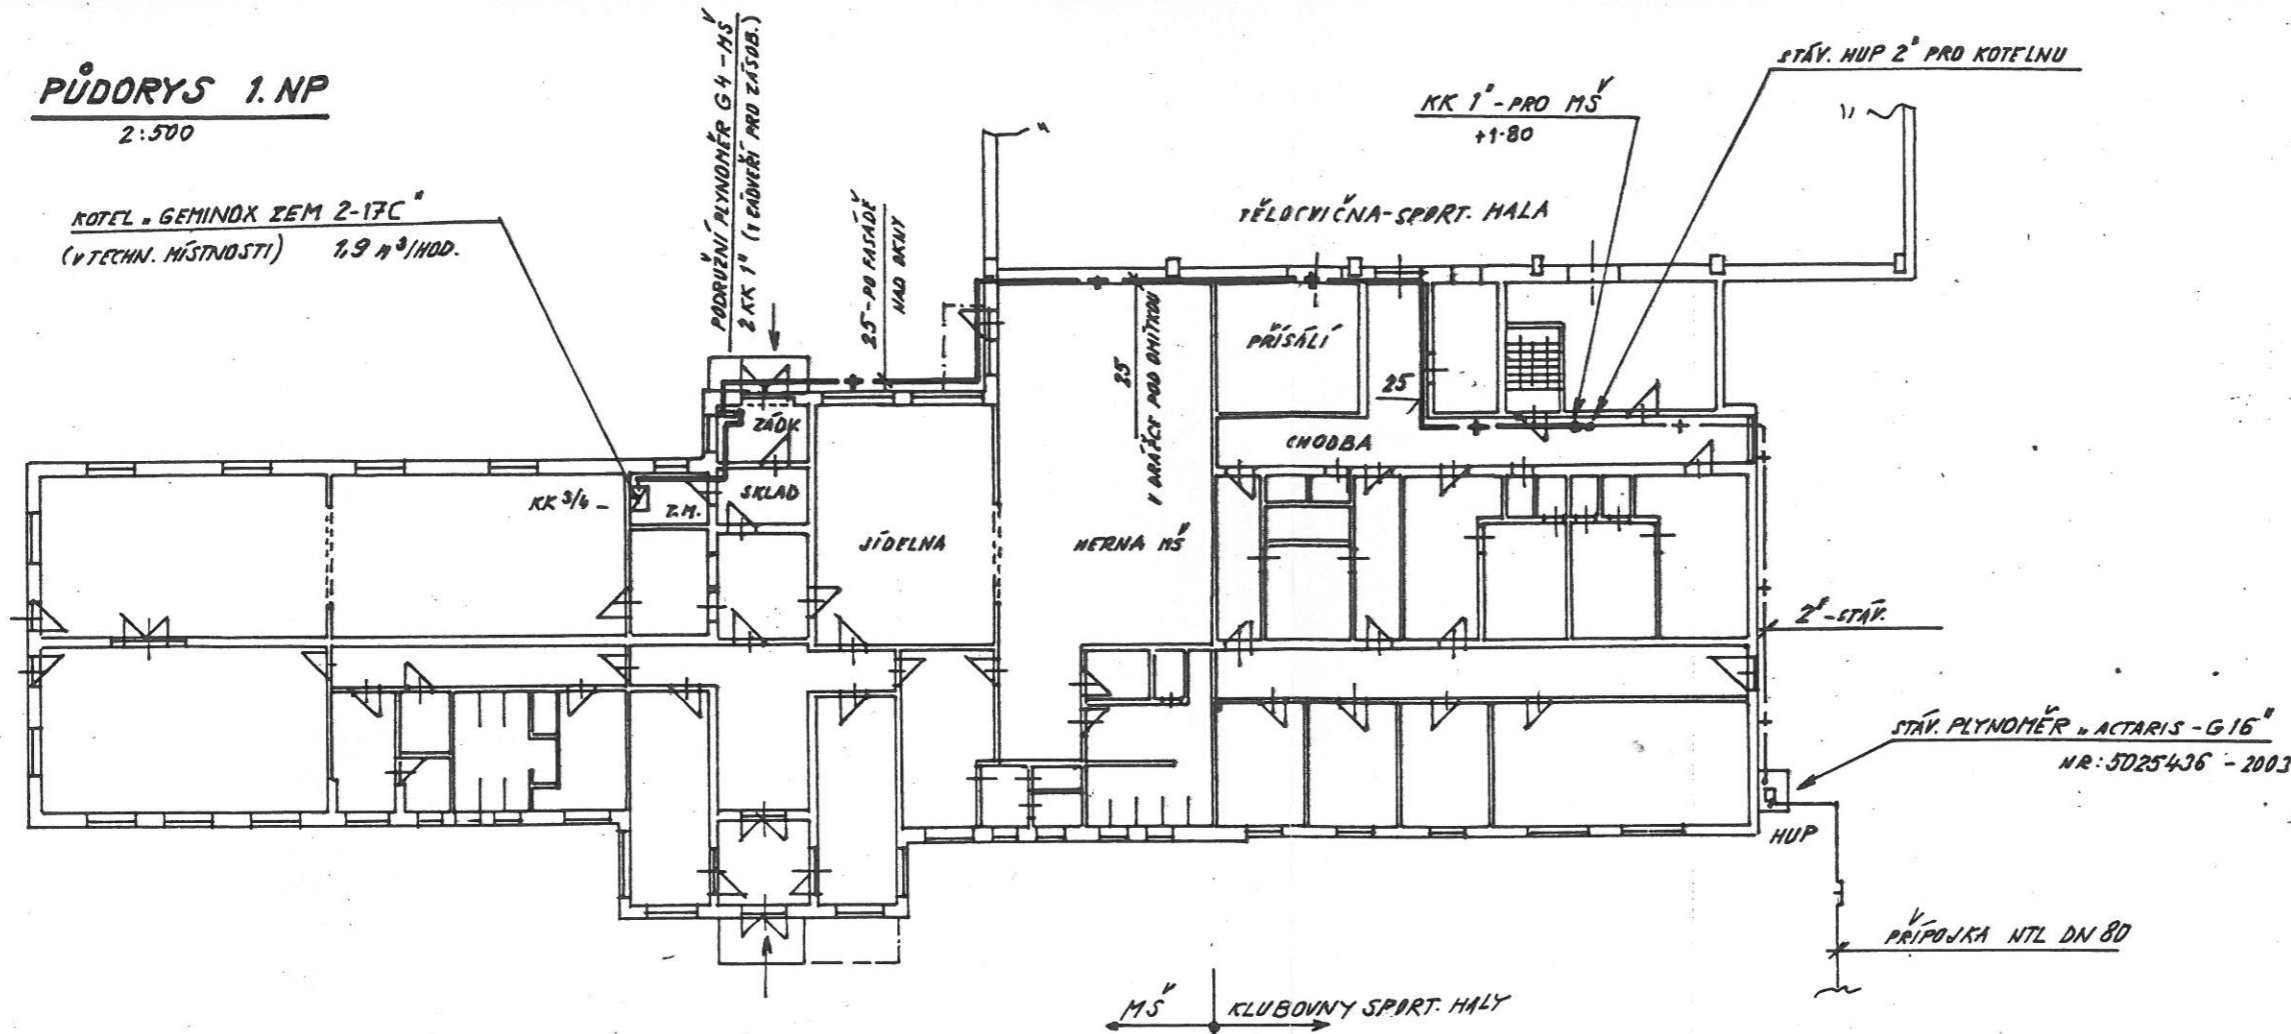 PŮDORYS 1. NP
2:500
KOTEL „GEMINOX ZEM 2-17C"
(V TECHN. MÍSTNOSTI) 1,9 m³/HOD.
PODRUŽNÍ PLYNOMĚR G4 - MŠ
2 KK 1" (V ZÁDVEŘÍ PRO ZÁSOB.)
25 - PO FASÁDĚ
NAD OKNY
STÁV. HUP 2" PRO KOTELNU
KK 1" - PRO MŠ
+1.80
TĚLOCVIČNA - SPORT. HALA
25
V DRÁŽCE POD OMÍTKOU
PŘÍSÁLÍ
25
CHODBA
ZÁDV.
SKLAD
T.M.
KK 3/4
JÍDELNA
HERNA MŠ
2" - STÁV.
STÁV. PLYNOMĚR „ACTARIS - G16"
NR: 5025436 - 2003
HUP
PŘÍPOJKA NTL DN 80
MŠ
KLUBOVNY SPORT. HALY